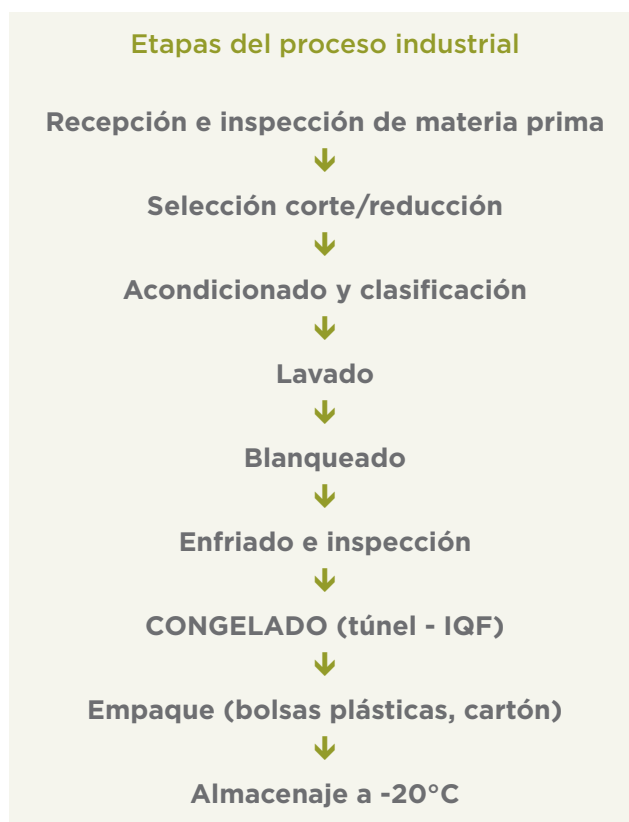 Etapas del proceso industrial
Recepción e inspección de materia prima
Selección corte/reducción
Acondicionado y clasificación
Lavado
Blanqueado
Enfriado e inspección
CONGELADO (túnel - IQF)
Empaque (bolsas plásticas, cartón)
Almacenaje a -20°C